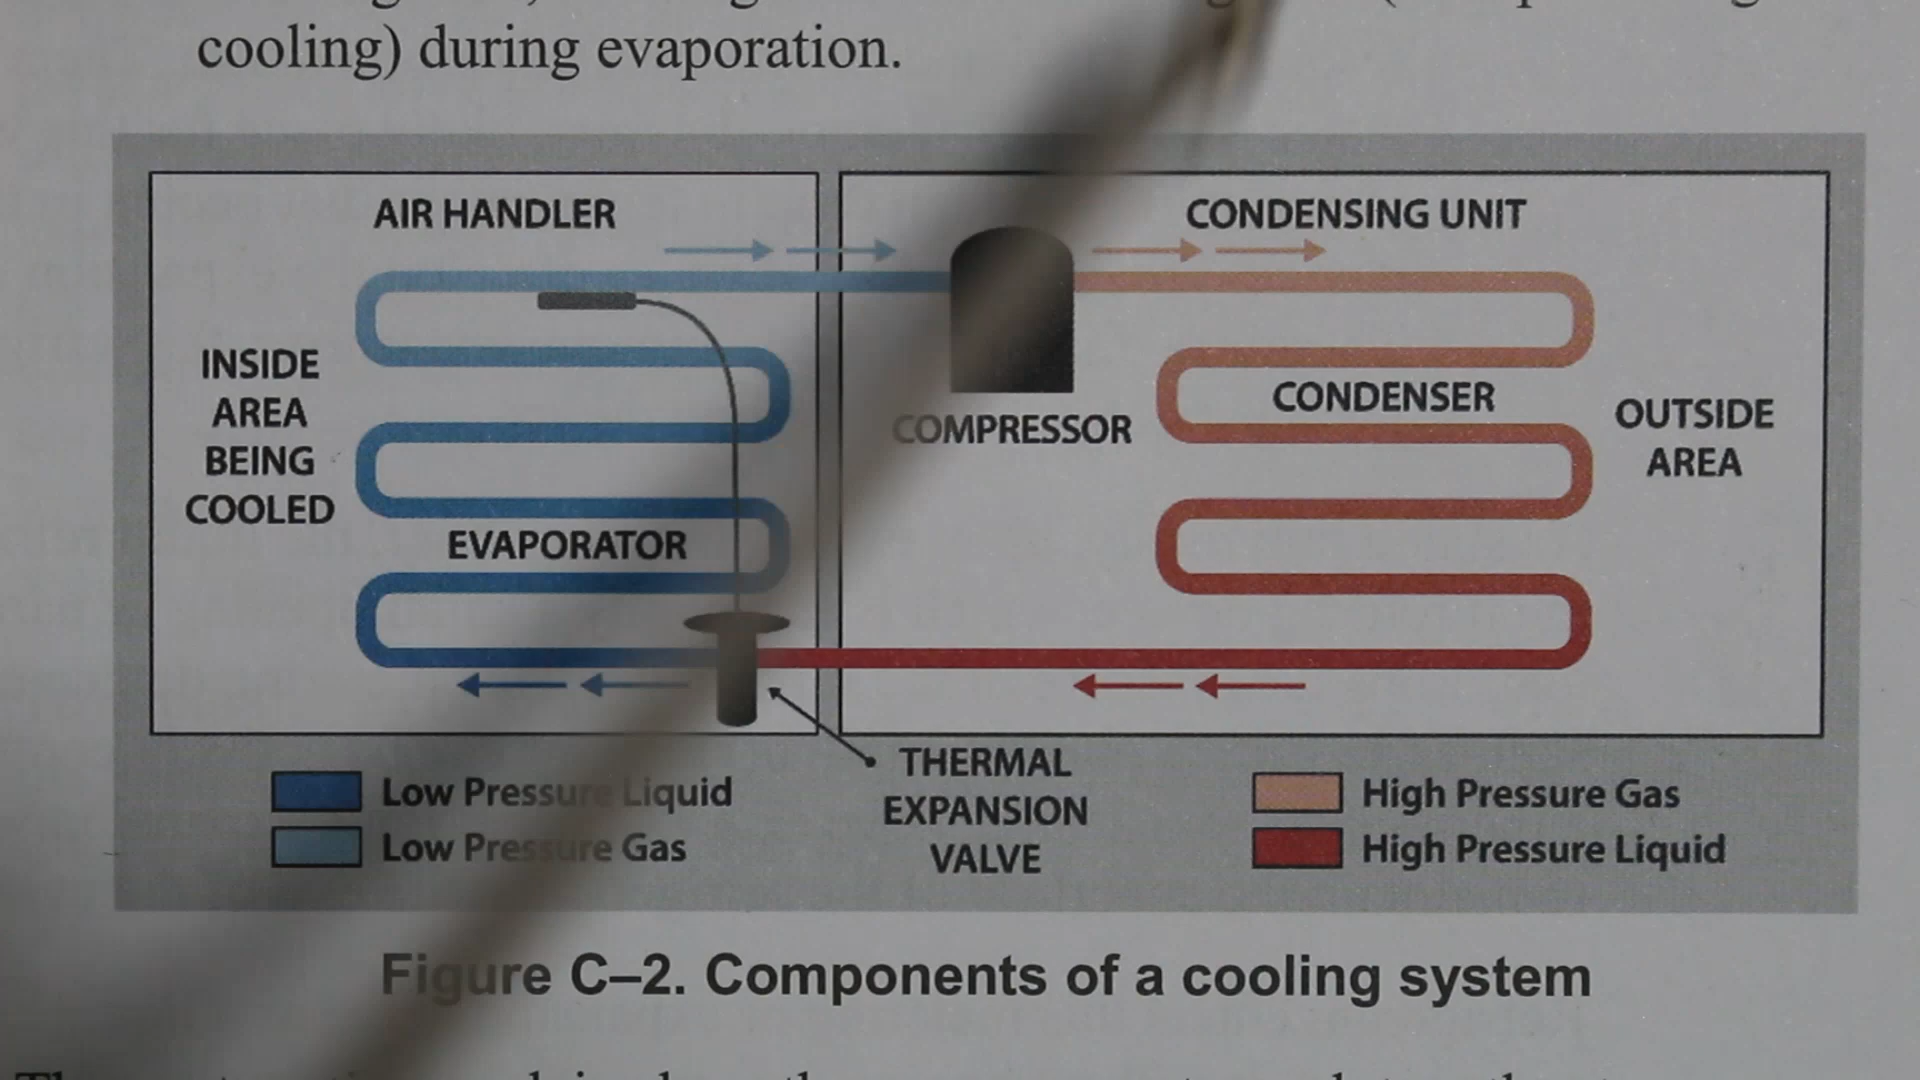 cooling) during evaporation.
AIR HANDLER
CONDENSING UNIT
INSIDE
AREA
BEING
COOLED
EVAPORATOR
COMPRESSOR
CONDENSER
OUTSIDE
AREA
THERMAL
EXPANSION
VALVE
Low Pressure Liquid
Low Pressure Gas
High Pressure Gas
High Pressure Liquid
Figure C–2. Components of a cooling system